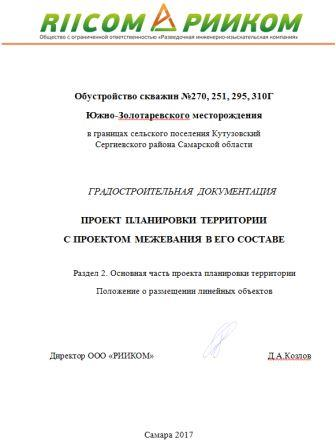 RIICOM РИИКОМ
Общество с ограниченной ответственностью «Разведочная инженерно-изыскательная компания»
Обустройство скважин №270, 251, 295, 310Г
Южно-Золотаревского месторождения
в границах сельского поселения Кутузовский
Сергиевского района Самарской области
ГРАДОСТРОИТЕЛЬНАЯ ДОКУМЕНТАЦИЯ
ПРОЕКТ ПЛАНИРОВКИ ТЕРРИТОРИИ
С ПРОЕКТОМ МЕЖЕВАНИЯ В ЕГО СОСТАВЕ
Раздел 2. Основная часть проекта планировки территории
Положение о размещении линейных объектов
Директор ООО «РИИКОМ» Д.А.Козлов
Самара 2017